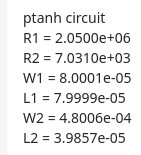 ptanh circuit
R1 = 2.0500e+06
R2 = 7.0310e+03
W1 = 8.0001e-05
L1 = 7.9999e-05
W2 = 4.8006e-04
L2 = 3.9857e-05